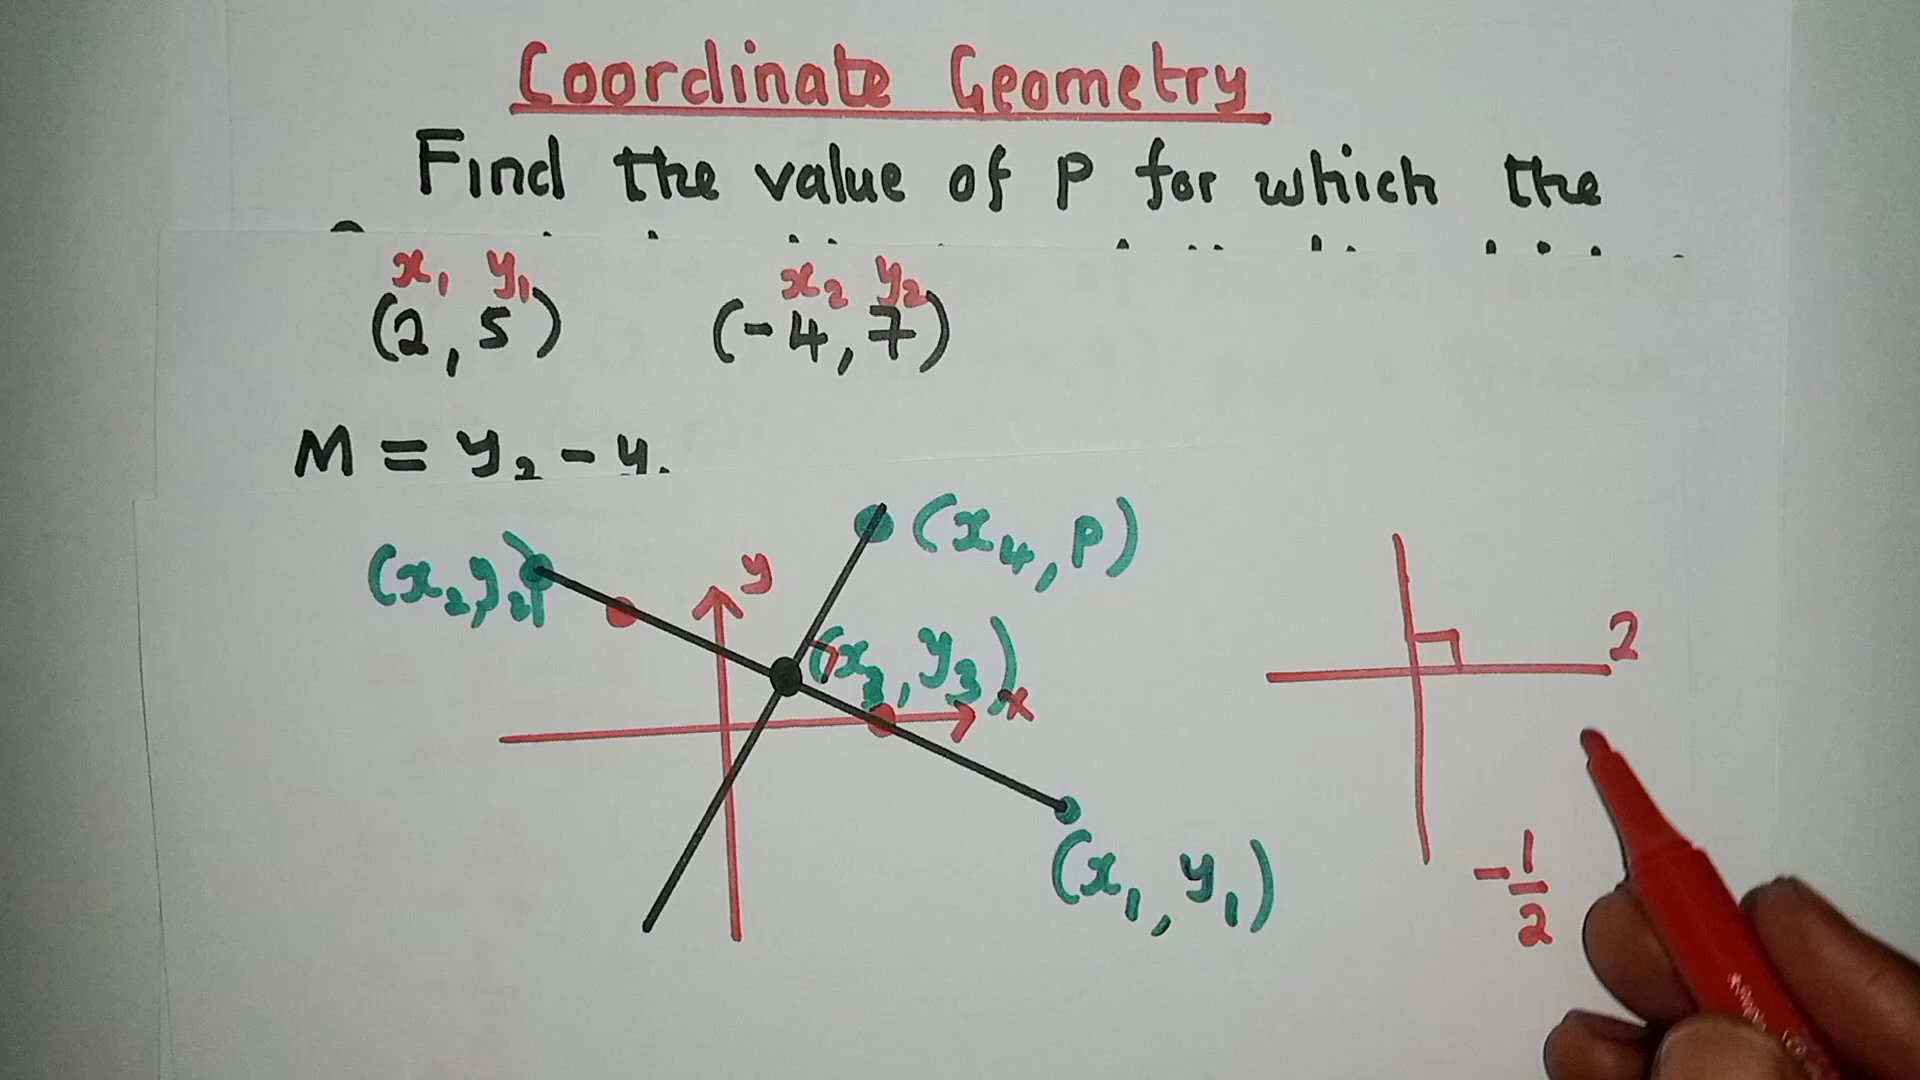 Coordinate Geometry
Find the value of P for which the
x₁ y₁ x₂ y₂
(2, 5) (-4, 7)
M = y₂ - y₁
(x₂, y₂)
(x₄, P)
y
(x₃, y₃)
x
(x₁, y₁)
2
-1/2